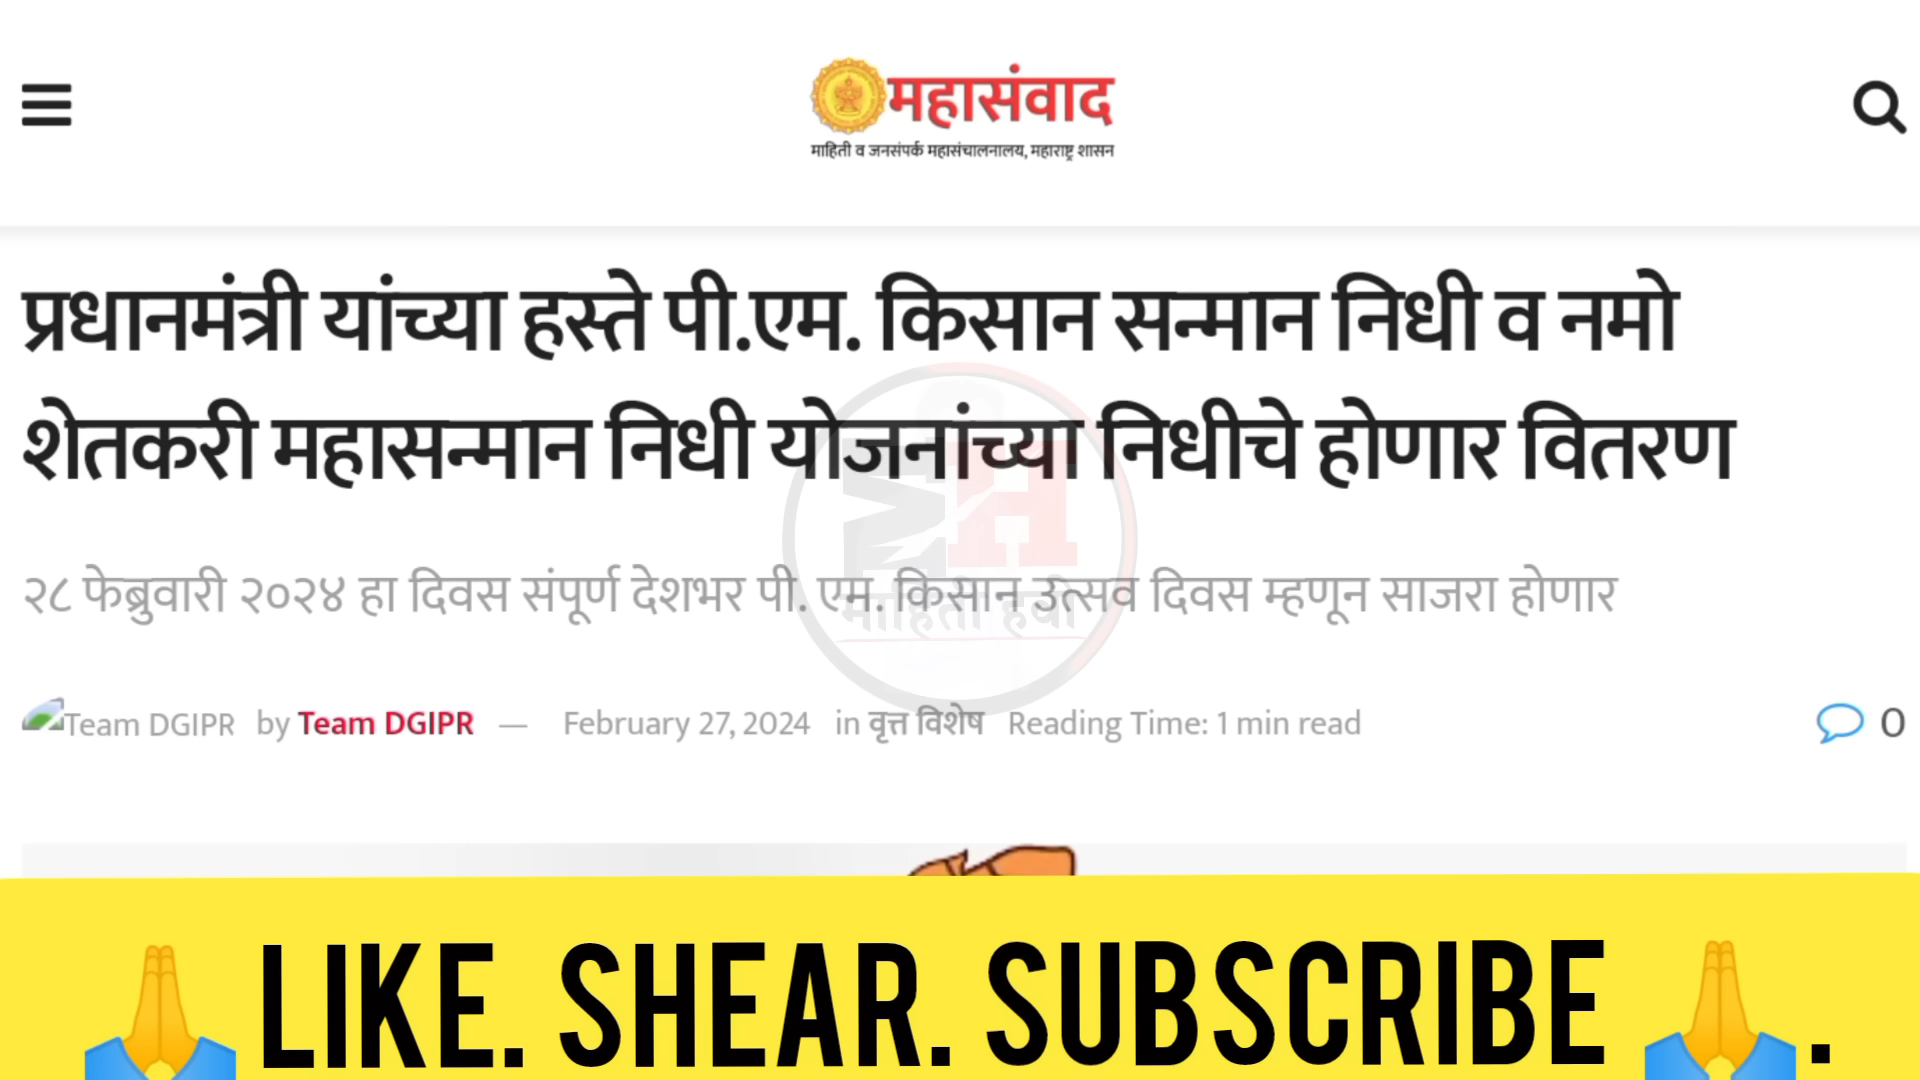 महासंवाद
माहिती व जनसंपर्क महासंचालनालय, महाराष्ट्र शासन
प्रधानमंत्री यांच्या हस्ते पी.एम. किसान सन्मान निधी व नमो
शेतकरी महासन्मान निधी योजनांच्या निधीचे होणार वितरण
MH
२८ फेब्रुवारी २०२४ हा दिवस संपूर्ण देशभर पी. एम. किसान उत्सव दिवस म्हणून साजरा होणार
माहिती हवी
Team DGIPR by Team DGIPR — February 27, 2024 in वृत्त विशेष Reading Time: 1 min read 0
🙏 LIKE. SHEAR. SUBSCRIBE 🙏.